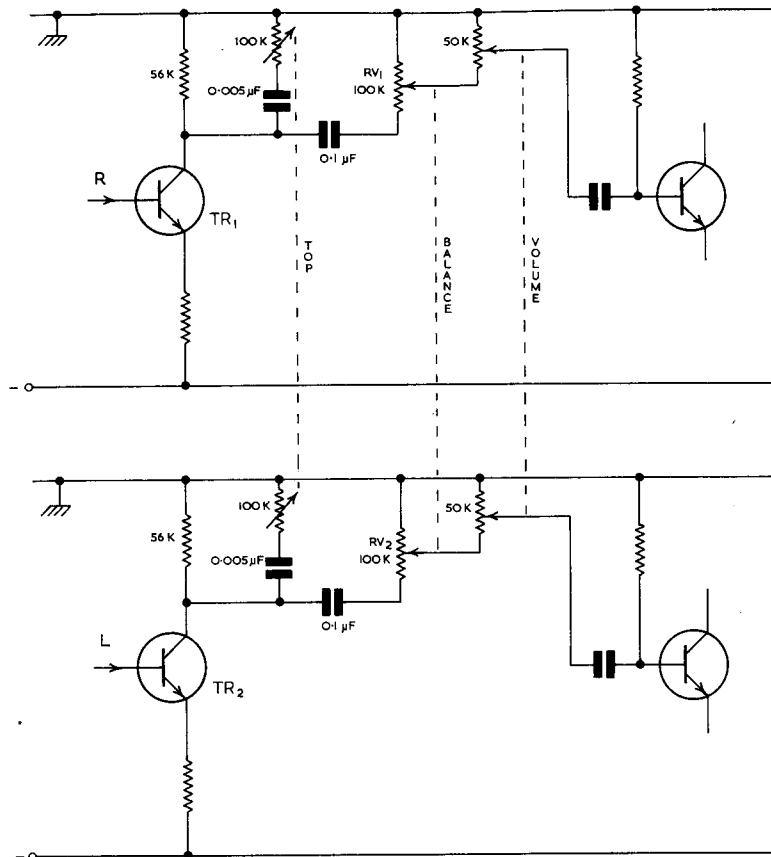 100K
50K
56K
RV1
100K
0·005µF
0·1µF
R
TR1
TOP
BALANCE
VOLUME
-
100K
50K
56K
RV2
100K
0·005µF
0·1µF
L
TR2
-